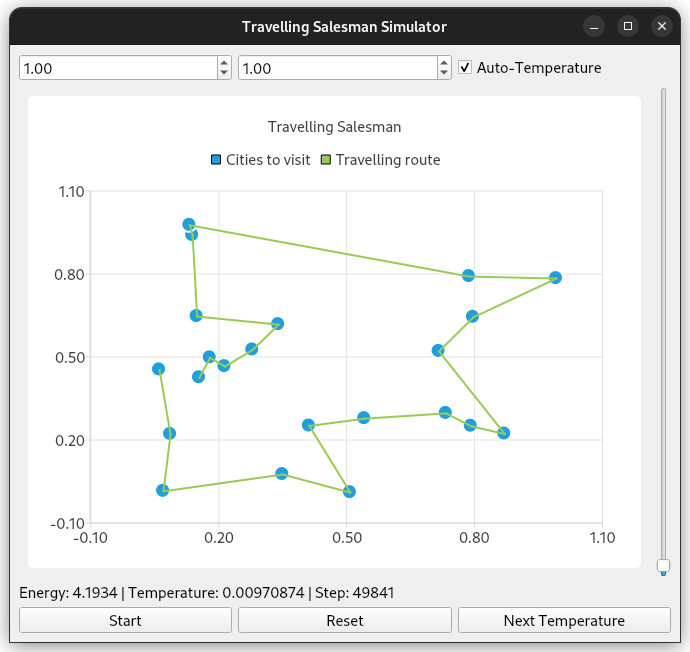 Travelling Salesman Simulator
1.00 1.00 Auto-Temperature
Travelling Salesman
Cities to visit Travelling route
1.10
0.80
0.50
0.20
-0.10
-0.10 0.20 0.50 0.80 1.10
Energy: 4.1934 | Temperature: 0.00970874 | Step: 49841
Start Reset Next Temperature